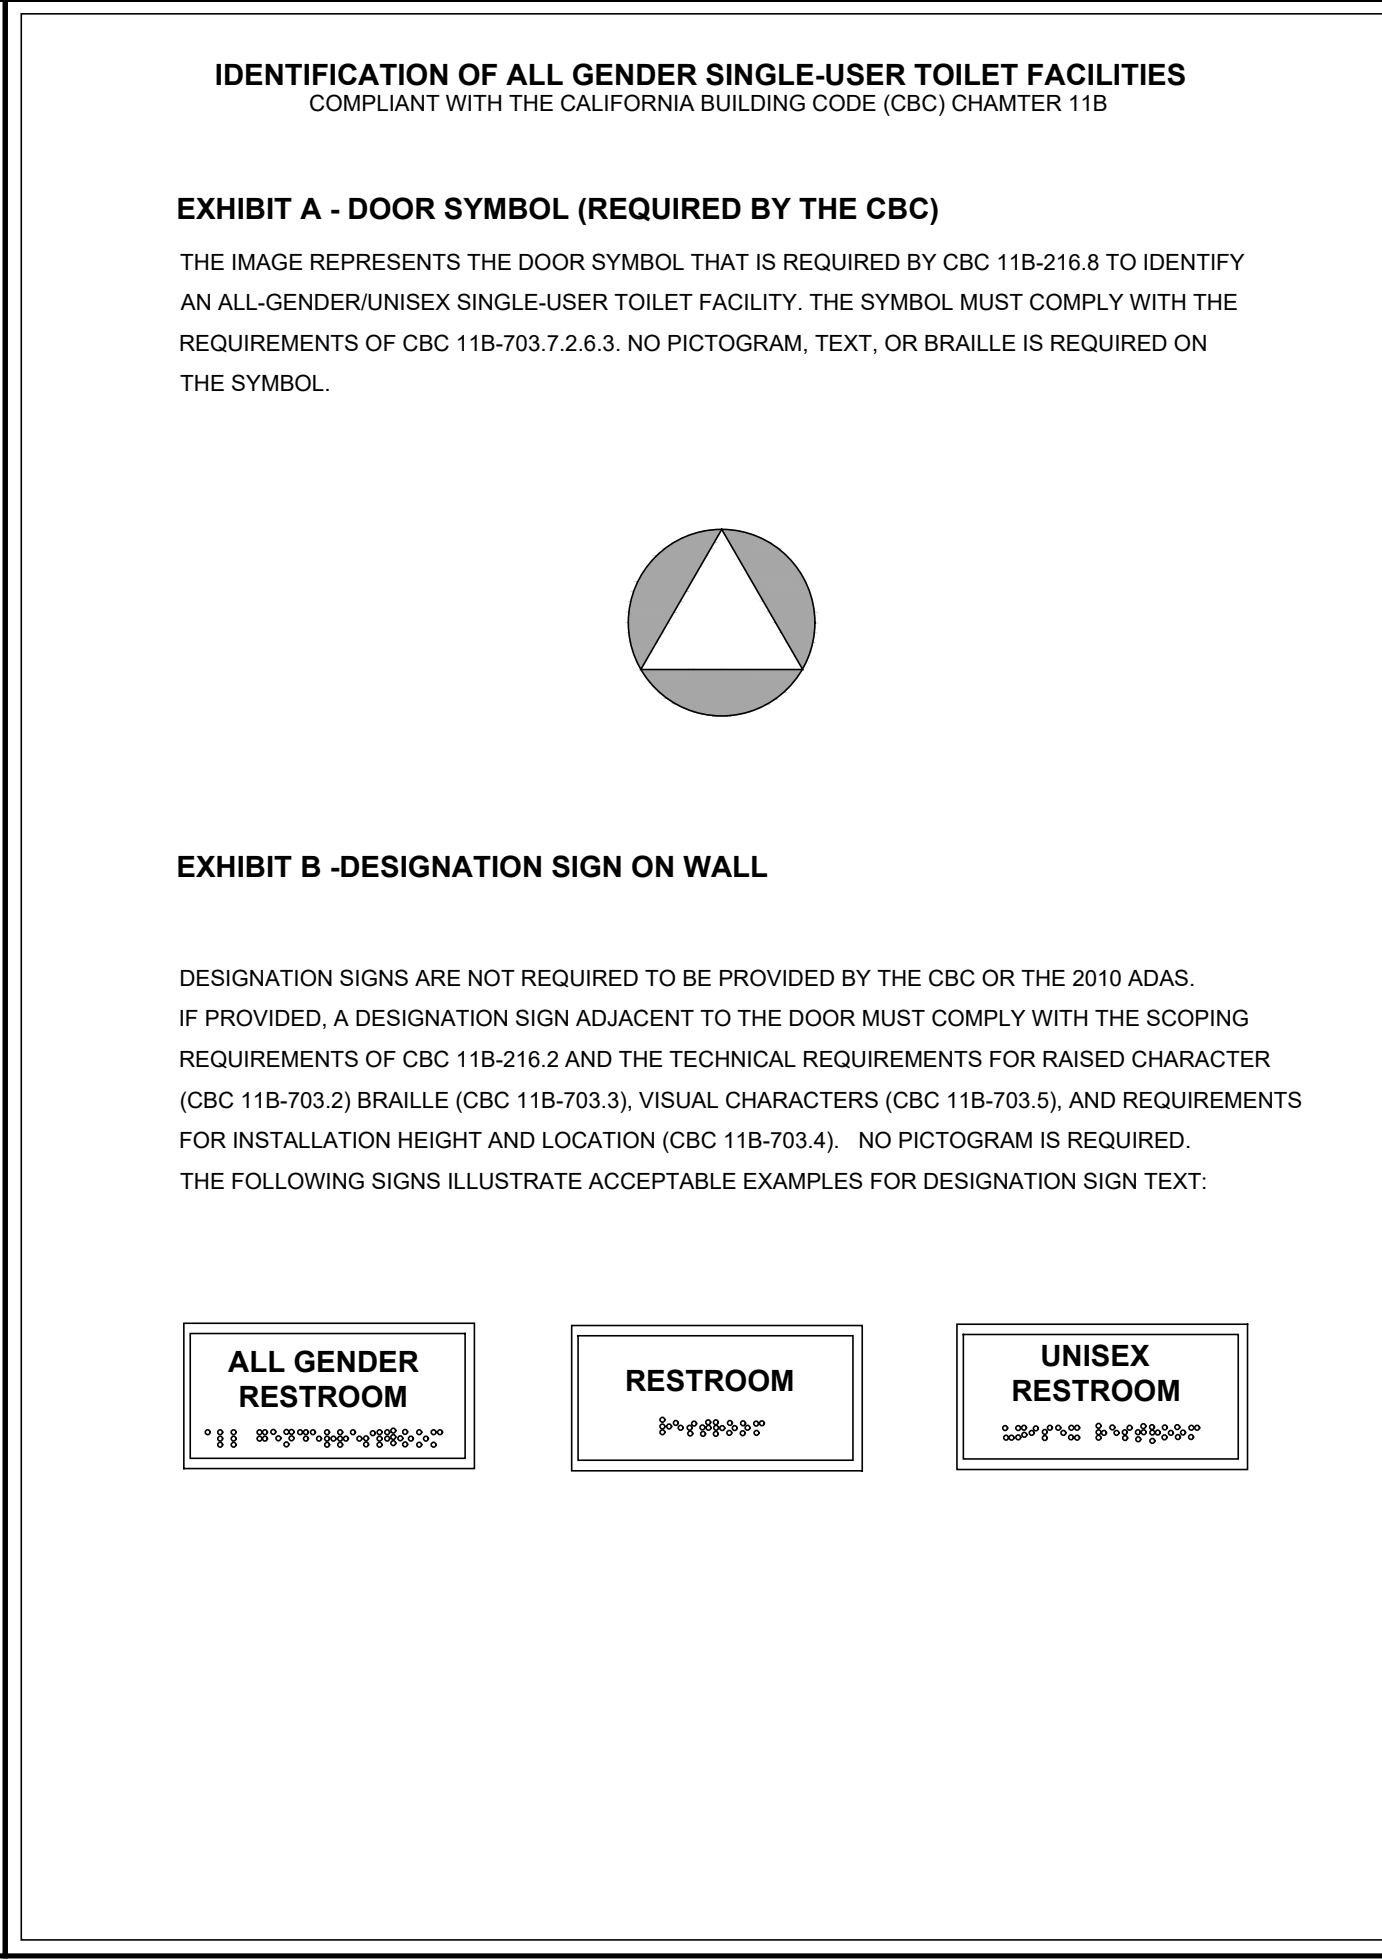 IDENTIFICATION OF ALL GENDER SINGLE-USER TOILET FACILITIES
COMPLIANT WITH THE CALIFORNIA BUILDING CODE (CBC) CHAMTER 11B
EXHIBIT A - DOOR SYMBOL (REQUIRED BY THE CBC)
THE IMAGE REPRESENTS THE DOOR SYMBOL THAT IS REQUIRED BY CBC 11B-216.8 TO IDENTIFY
AN ALL-GENDER/UNISEX SINGLE-USER TOILET FACILITY. THE SYMBOL MUST COMPLY WITH THE
REQUIREMENTS OF CBC 11B-703.7.2.6.3. NO PICTOGRAM, TEXT, OR BRAILLE IS REQUIRED ON
THE SYMBOL.
EXHIBIT B -DESIGNATION SIGN ON WALL
DESIGNATION SIGNS ARE NOT REQUIRED TO BE PROVIDED BY THE CBC OR THE 2010 ADAS.
IF PROVIDED, A DESIGNATION SIGN ADJACENT TO THE DOOR MUST COMPLY WITH THE SCOPING
REQUIREMENTS OF CBC 11B-216.2 AND THE TECHNICAL REQUIREMENTS FOR RAISED CHARACTER
(CBC 11B-703.2) BRAILLE (CBC 11B-703.3), VISUAL CHARACTERS (CBC 11B-703.5), AND REQUIREMENTS
FOR INSTALLATION HEIGHT AND LOCATION (CBC 11B-703.4).   NO PICTOGRAM IS REQUIRED.
THE FOLLOWING SIGNS ILLUSTRATE ACCEPTABLE EXAMPLES FOR DESIGNATION SIGN TEXT:
ALL GENDER
RESTROOM
RESTROOM
UNISEX
RESTROOM